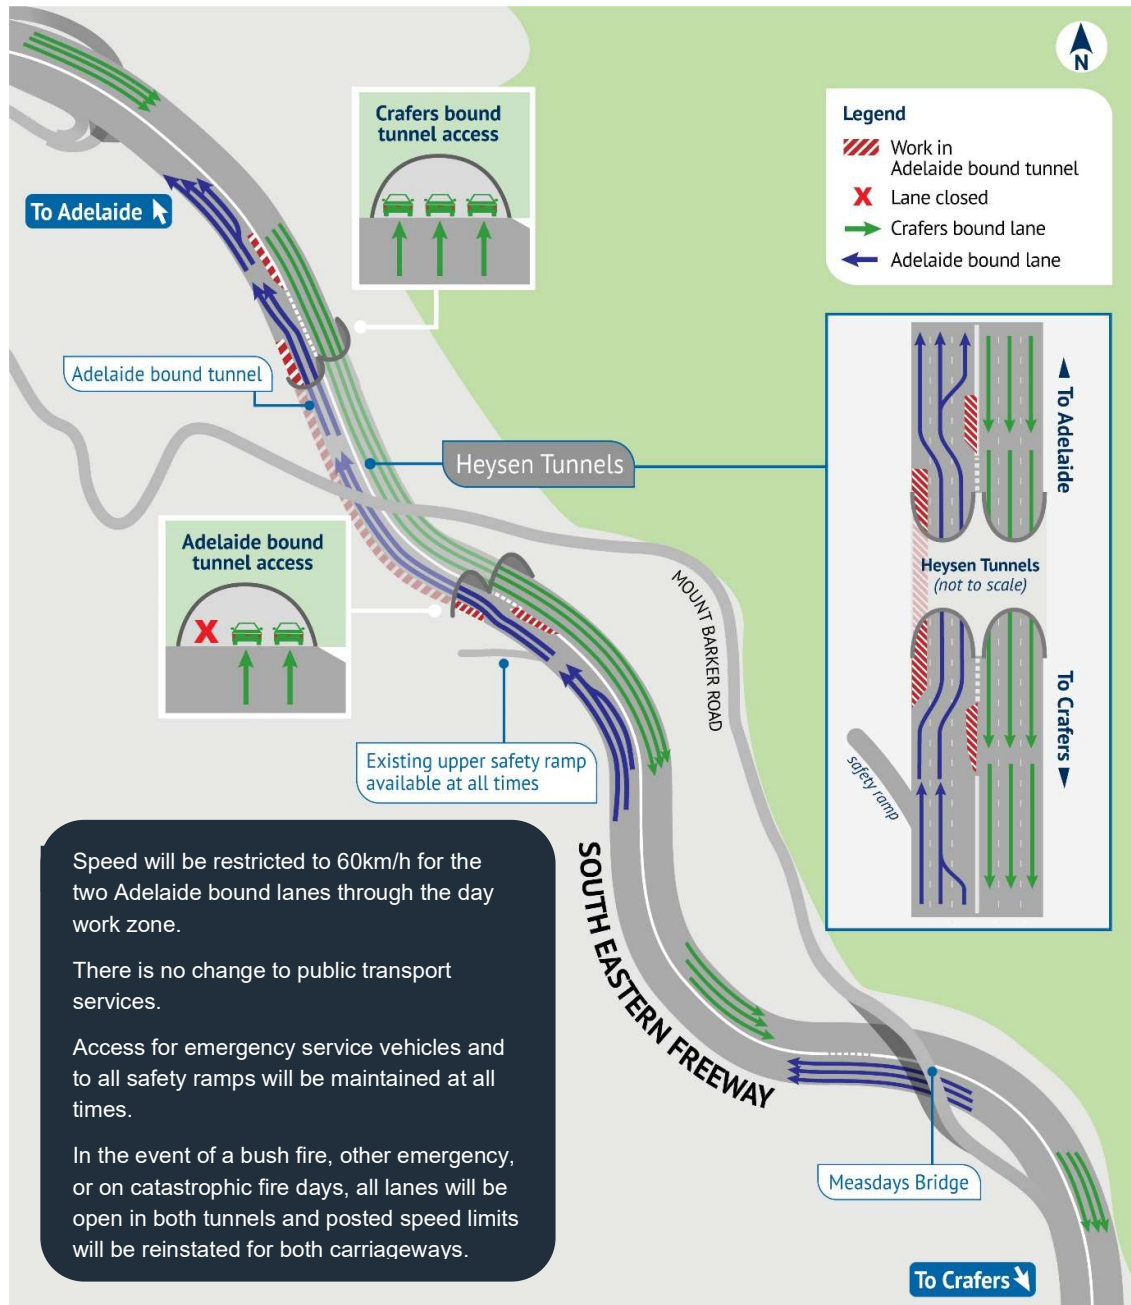 N
Legend
Work in
Adelaide bound tunnel
X Lane closed
Crafers bound lane
Adelaide bound lane
Crafers bound
tunnel access
To Adelaide
Adelaide bound tunnel
Heysen Tunnels
Adelaide bound
tunnel access
X
Existing upper safety ramp
available at all times
MOUNT BARKER ROAD
To Adelaide
Heysen Tunnels
(not to scale)
To Crafers
safety ramp
SOUTH EASTERN FREEWAY
Speed will be restricted to 60km/h for the
two Adelaide bound lanes through the day
work zone.
There is no change to public transport
services.
Access for emergency service vehicles and
to all safety ramps will be maintained at all
times.
In the event of a bush fire, other emergency,
or on catastrophic fire days, all lanes will be
open in both tunnels and posted speed limits
will be reinstated for both carriageways.
Measdays Bridge
To Crafers